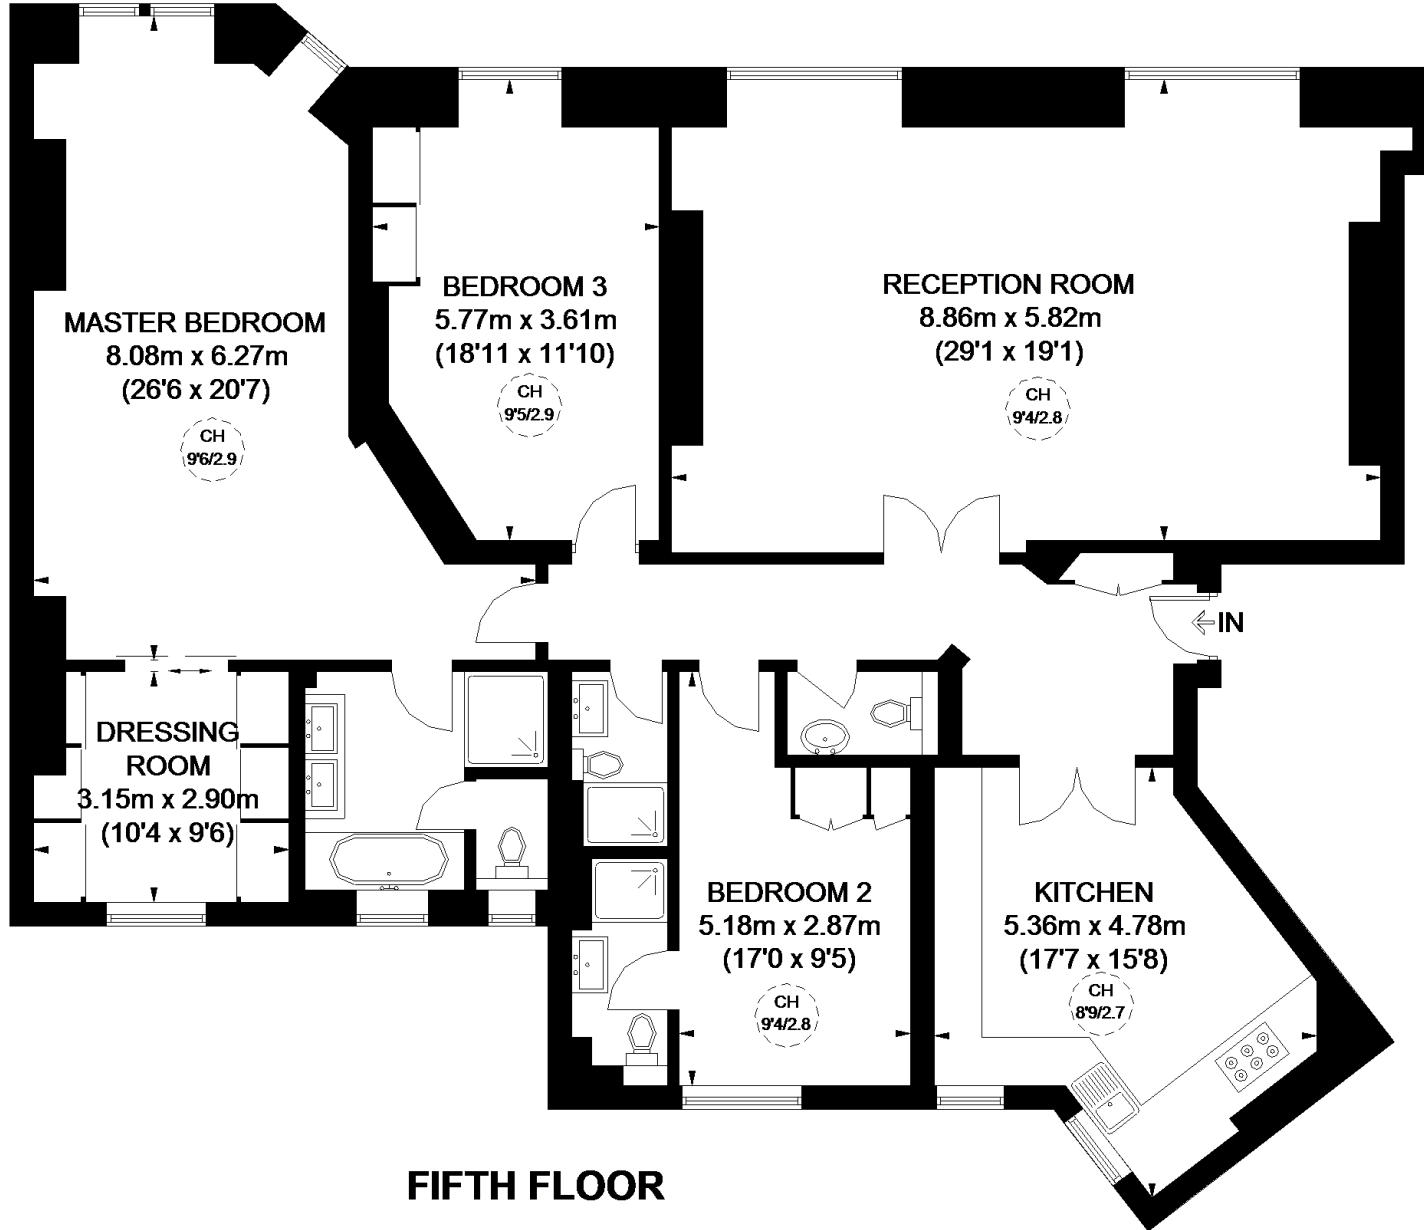 MASTER BEDROOM
8.08m x 6.27m
(26'6 x 20'7)
CH
9'6/2.9
BEDROOM 3
5.77m x 3.61m
(18'11 x 11'10)
CH
9'5/2.9
RECEPTION ROOM
8.86m x 5.82m
(29'1 x 19'1)
CH
9'4/2.8
IN
DRESSING
ROOM
3.15m x 2.90m
(10'4 x 9'6)
BEDROOM 2
5.18m x 2.87m
(17'0 x 9'5)
CH
9'4/2.8
KITCHEN
5.36m x 4.78m
(17'7 x 15'8)
CH
8'9/2.7
FIFTH FLOOR